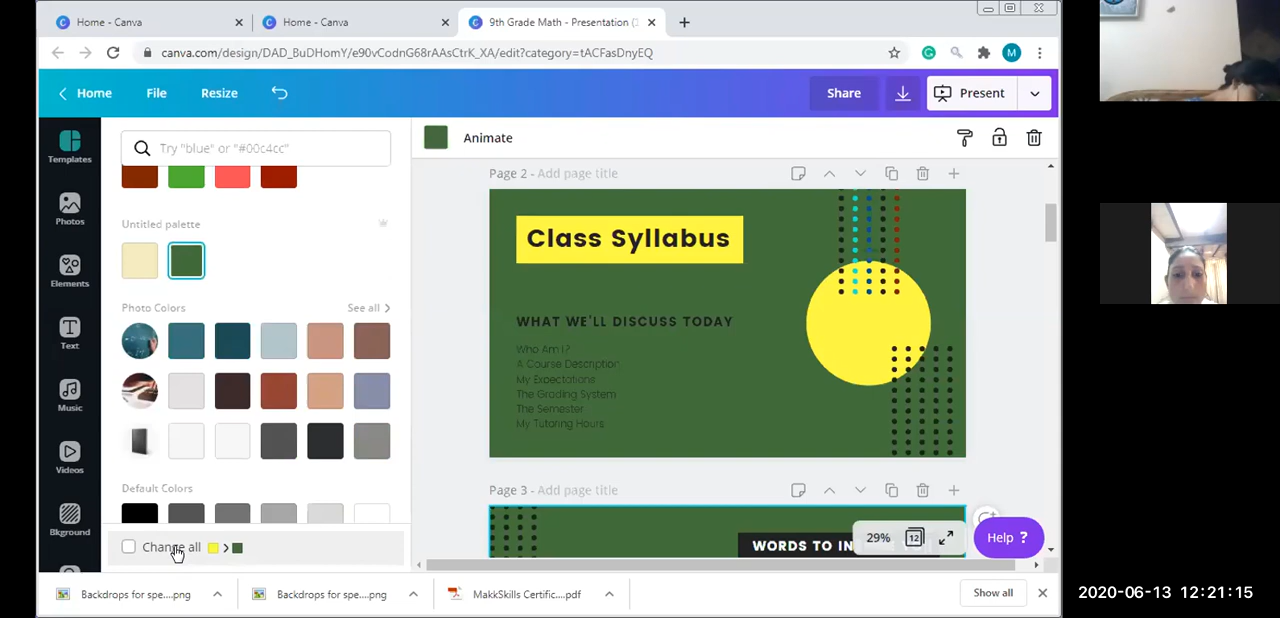 Home - Canva
Home - Canva
9th Grade Math - Presentation (
canva.com/design/DAD_BuDHomY/e90vCodnG68rAAsCtrK_XA/edit?category=tACFasDnyEQ
M
Home
File
Resize
Share
Present
Templates
Photos
Elements
Text
Music
Videos
Bkground
Try "blue" or "#00c4cc"
Untitled palette
Photo Colors
See all
Default Colors
Change all
Animate
Page 2 - Add page title
Class Syllabus
WHAT WE'LL DISCUSS TODAY
Who Am I?
A Course Description
My Expectations
The Grading System
The Semester
My Tutoring Hours
Page 3 - Add page title
WORDS TO IN
29%
12
Help ?
Backdrops for spe....png
Backdrops for spe....png
MakkSkills Certific....pdf
Show all
2020-06-13 12:21:15